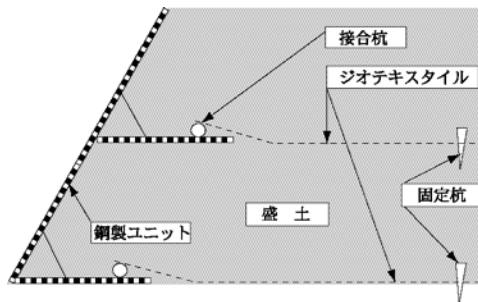 接合杭
ジオテキスタイル
固定杭
盛 土
鋼製ユニット